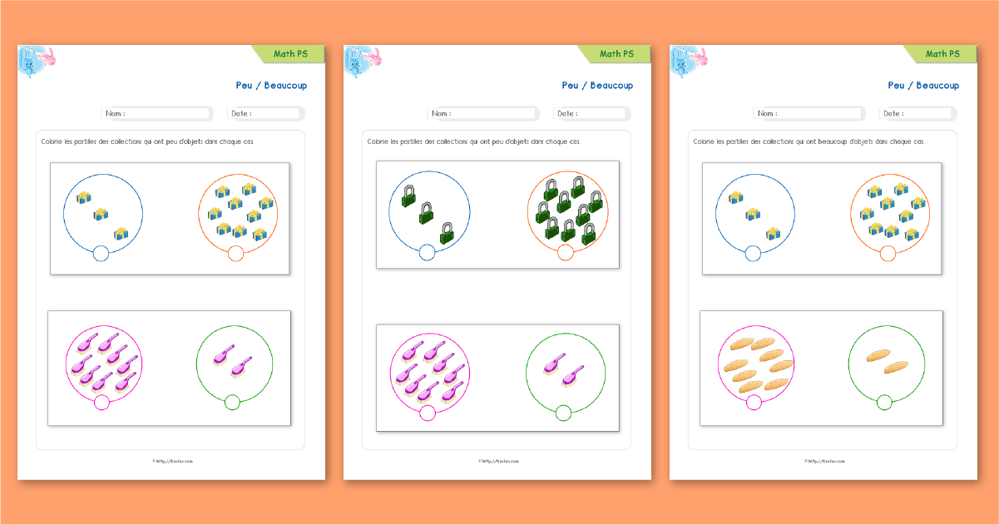 Math PS
Peu / Beaucoup
Nom :
Date :
Colorie les pastilles des collections qui ont peu d'objets dans chaque cas.
© http://tizofun.com
Math PS
Peu / Beaucoup
Nom :
Date :
Colorie les pastilles des collections qui ont peu d'objets dans chaque cas.
© http://tizofun.com
Math PS
Peu / Beaucoup
Nom :
Date :
Colorie les pastilles des collections qui ont beaucoup d'objets dans chaque cas.
© http://tizofun.com